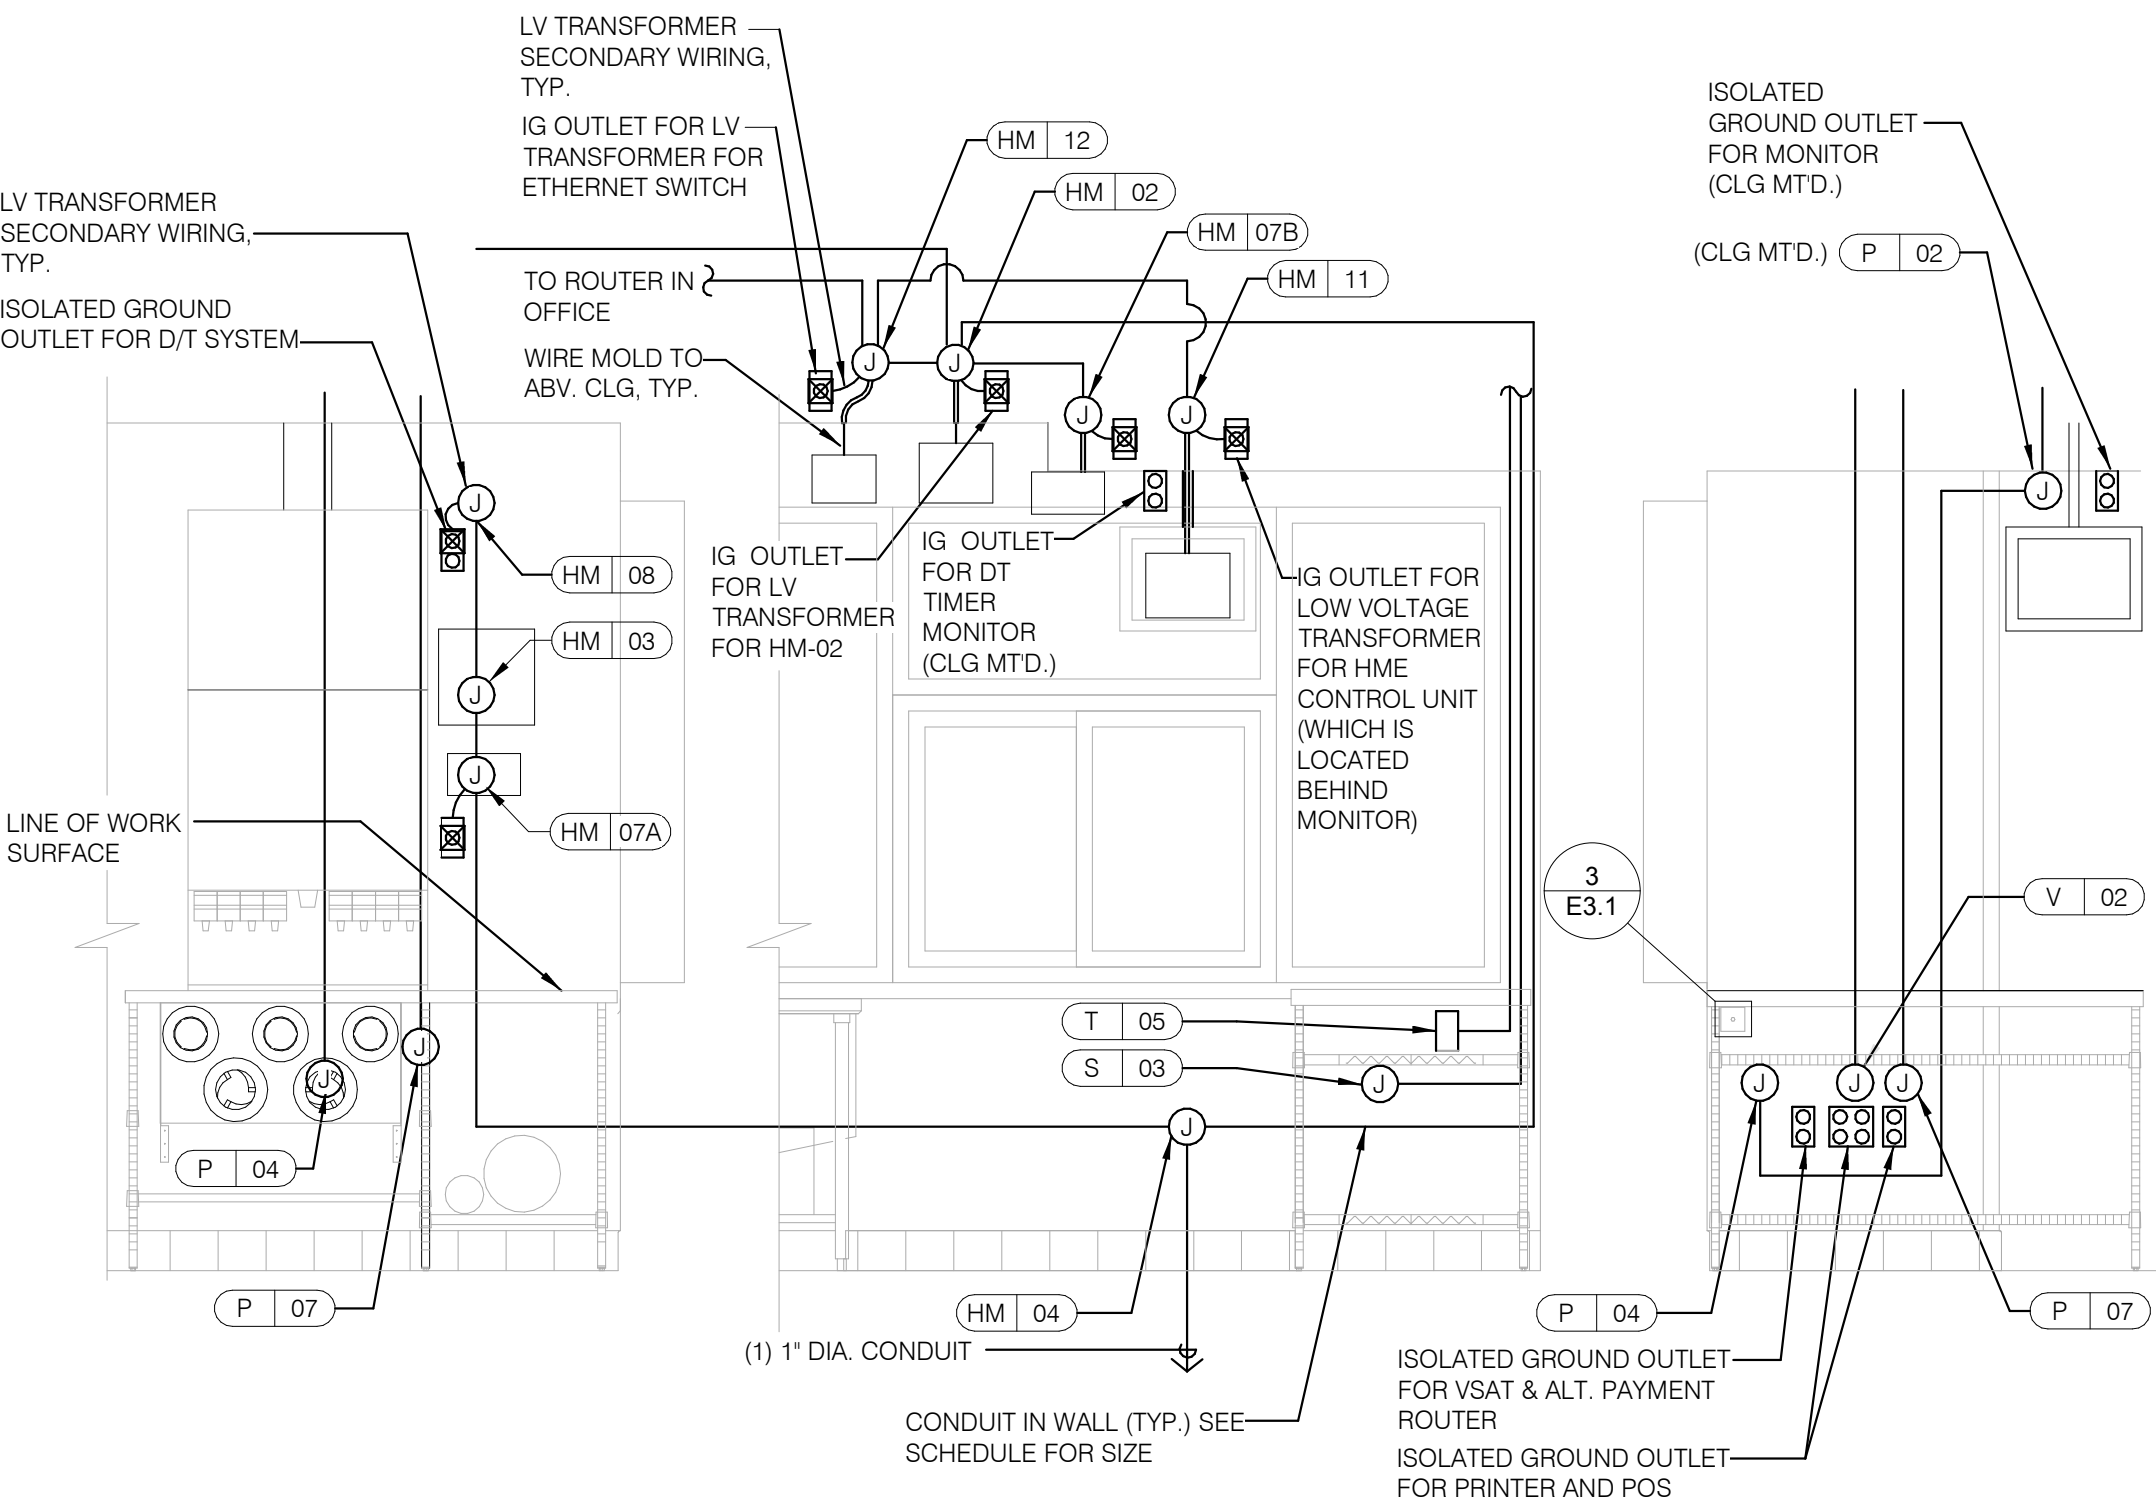 LV TRANSFORMER
SECONDARY WIRING,
TYP.
IG OUTLET FOR LV
TRANSFORMER FOR
ETHERNET SWITCH
HM 12
HM 02
HM 07B
HM 11
ISOLATED
GROUND OUTLET
FOR MONITOR
(CLG MT'D.)
(CLG MT'D.) P 02
LV TRANSFORMER
SECONDARY WIRING,
TYP.
ISOLATED GROUND
OUTLET FOR D/T SYSTEM
TO ROUTER IN
OFFICE
WIRE MOLD TO
ABV. CLG, TYP.
J
J
J
J
J
J
HM 08
HM 03
J
J
HM 07A
IG OUTLET
FOR LV
TRANSFORMER
FOR HM-02
IG OUTLET
FOR DT
TIMER
MONITOR
(CLG MT'D.)
IG OUTLET FOR
LOW VOLTAGE
TRANSFORMER
FOR HME
CONTROL UNIT
(WHICH IS
LOCATED
BEHIND
MONITOR)
LINE OF WORK
SURFACE
3
E3.1
V 02
T 05
S 03
J
J
J
J
J
J
J
P 04
P 07
HM 04
(1) 1" DIA. CONDUIT
CONDUIT IN WALL (TYP.) SEE
SCHEDULE FOR SIZE
P 04
P 07
ISOLATED GROUND OUTLET
FOR VSAT & ALT. PAYMENT
ROUTER
ISOLATED GROUND OUTLET
FOR PRINTER AND POS